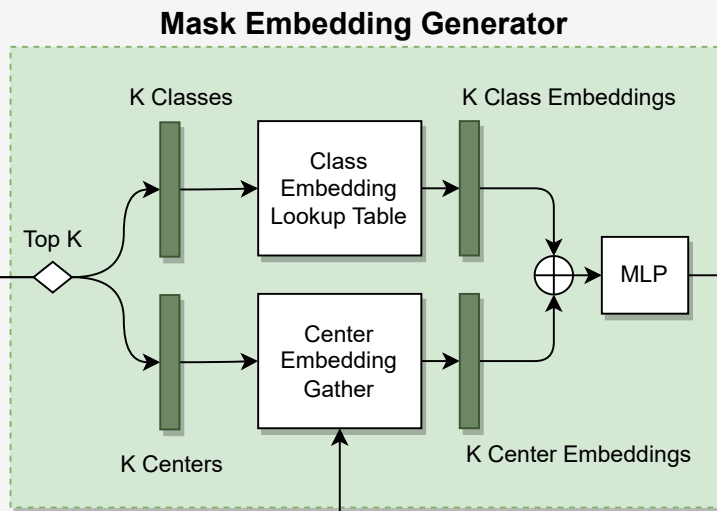 Mask Embedding Generator
K Classes
K Class Embeddings
Class
Embedding
Lookup Table
Top K
MLP
Center
Embedding
Gather
K Centers
K Center Embeddings